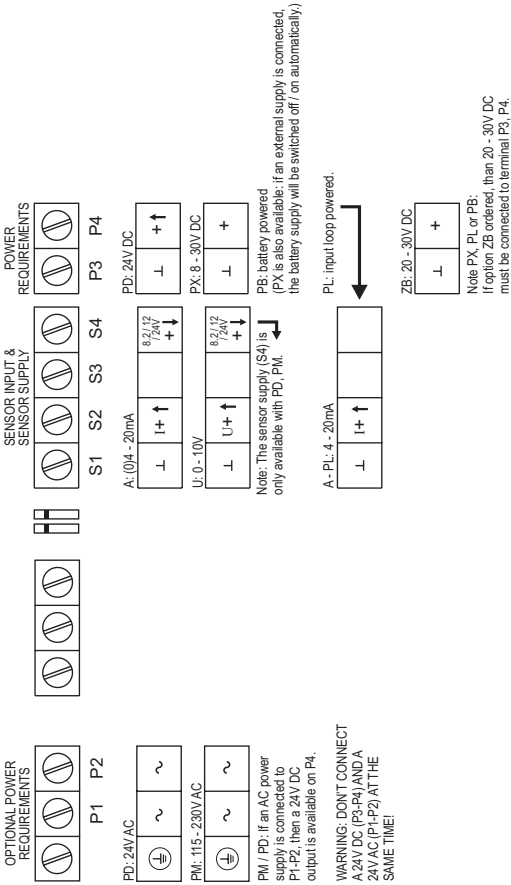 OPTIONAL POWER
REQUIREMENTS
P1 P2
PD: 24V AC
~ ~
PM: 115 - 230V AC
~ ~
PM / PD: If an AC power
supply is connected to
P1-P2, then a 24V DC
output is available on P4.
WARNING: DON'T CONNECT
A 24V DC (P3-P4) AND A
24V AC (P1-P2) AT THE
SAME TIME!
SENSOR INPUT &
SENSOR SUPPLY
S1 S2 S3 S4
A: (0)4 - 20mA
⊥ I+ 8.2 / 12
/ 24V
+
U: 0 - 10V
⊥ U+ 8.2 / 12
/ 24V
+
Note: The sensor supply (S4) is
only available with PD, PM.
A - PL: 4 - 20mA
⊥ I+
POWER
REQUIREMENTS
P3 P4
PD: 24V DC
⊥ +
PX: 8 - 30V DC
⊥ +
PB: battery powered
(PX is also available: if an external supply is connected,
the battery supply will be switched off / on automatically.)
PL: input loop powered.
ZB: 20 - 30V DC
⊥ +
Note PX, PL or PB:
If option ZB ordered, than 20 - 30V DC
must be connected to terminal P3, P4.